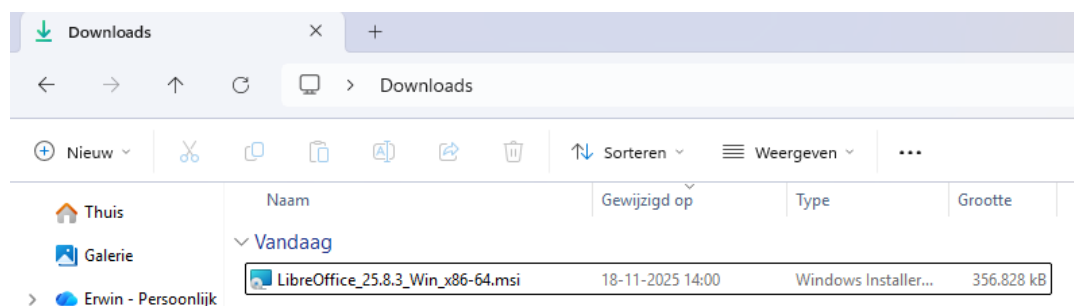 Downloads
Downloads
Nieuw Sorteren Weergeven
Thuis Naam Gewijzigd op Type Grootte
Galerie Vandaag
LibreOffice_25.8.3_Win_x86-64.msi 18-11-2025 14:00 Windows Installer... 356.828 kB
Erwin - Persoonlijk